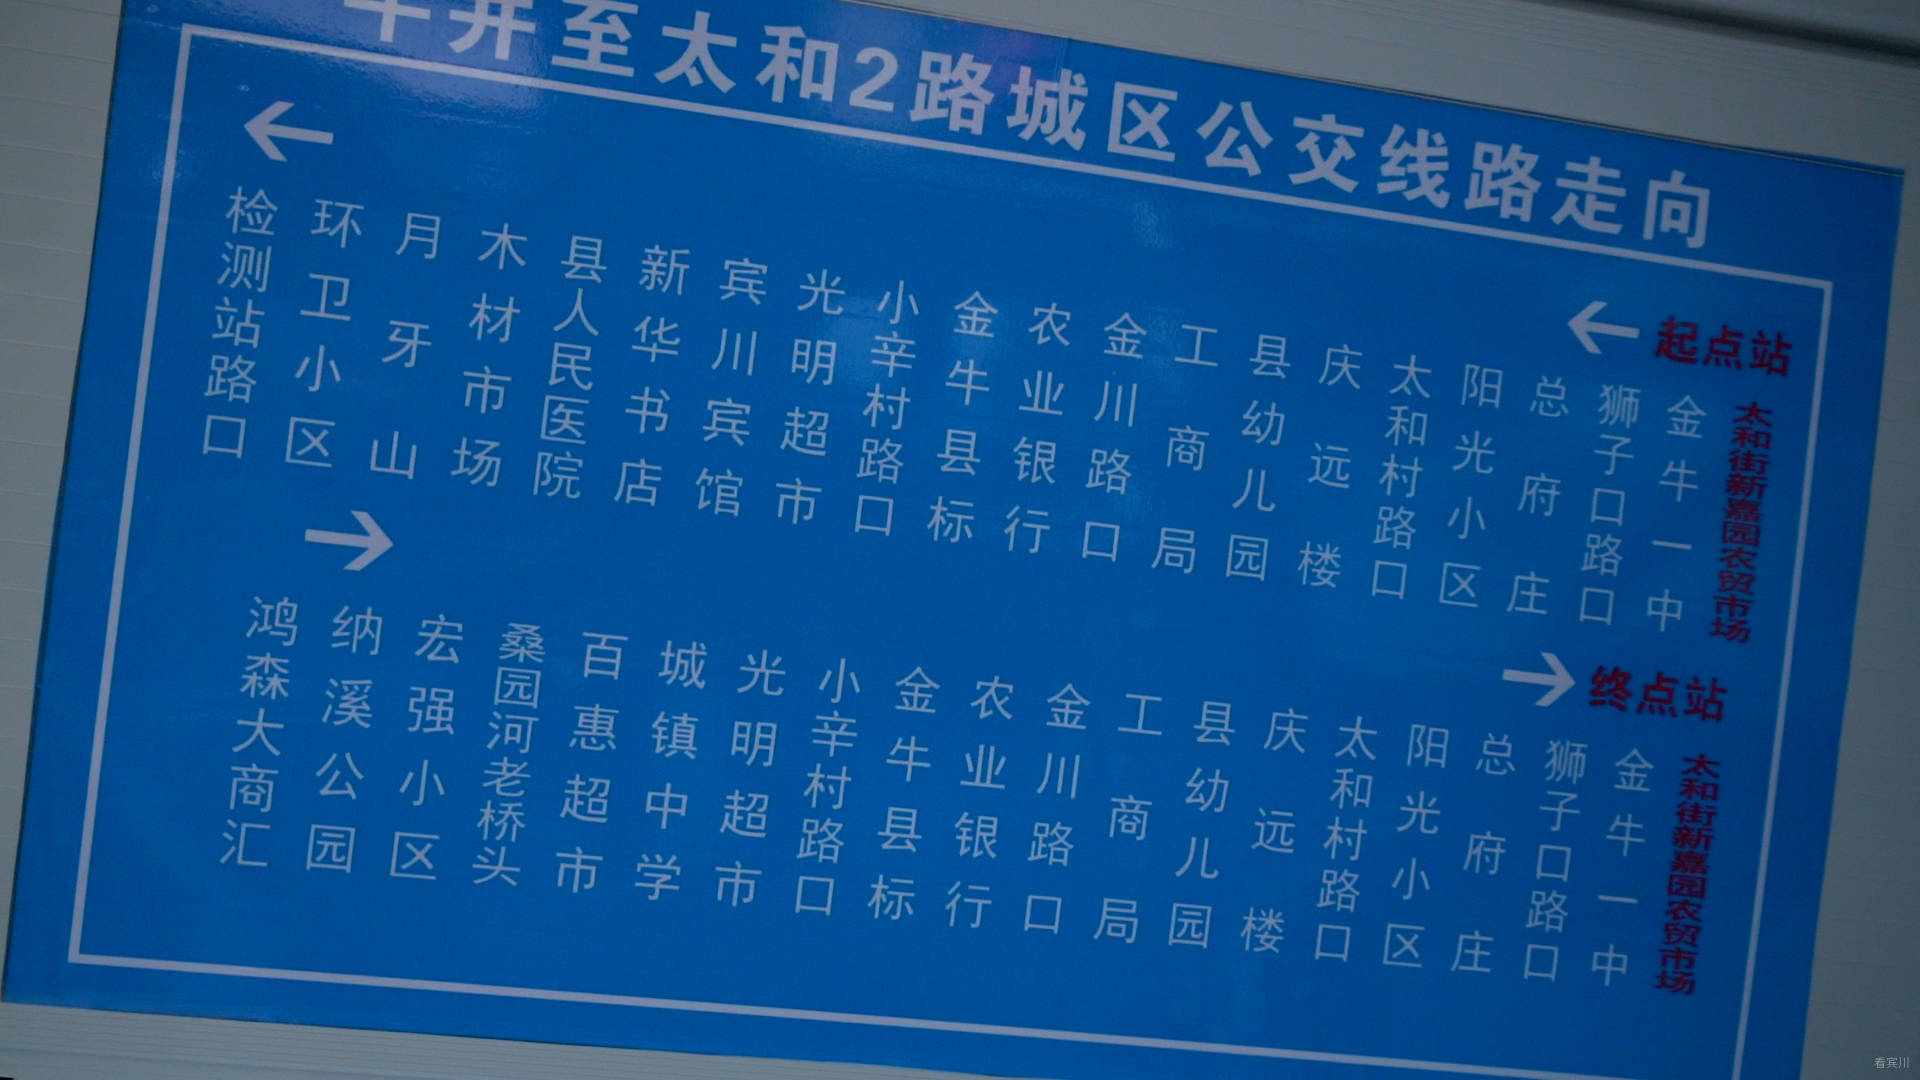 牛井至太和2路城区公交线路走向
← 起点站
太和街新嘉园农贸市场
金牛一中
狮子口路口
总府庄
阳光小区
太和村路口
庆远楼
县幼儿园
工商局
金川路口
农业银行
金牛县标
小辛村路口
光明超市
宾川宾馆
新华书店
县人民医院
木材市场
月牙山
环卫小区
检测站路口
←
→
鸿森大商汇
纳溪公园
宏强小区
桑园河老桥头
百惠超市
城镇中学
光明超市
小辛村路口
金牛县标
农业银行
金川路口
工商局
县幼儿园
庆远楼
太和村路口
阳光小区
总府庄
狮子口路口
金牛一中
→ 终点站
太和街新嘉园农贸市场
看宾川